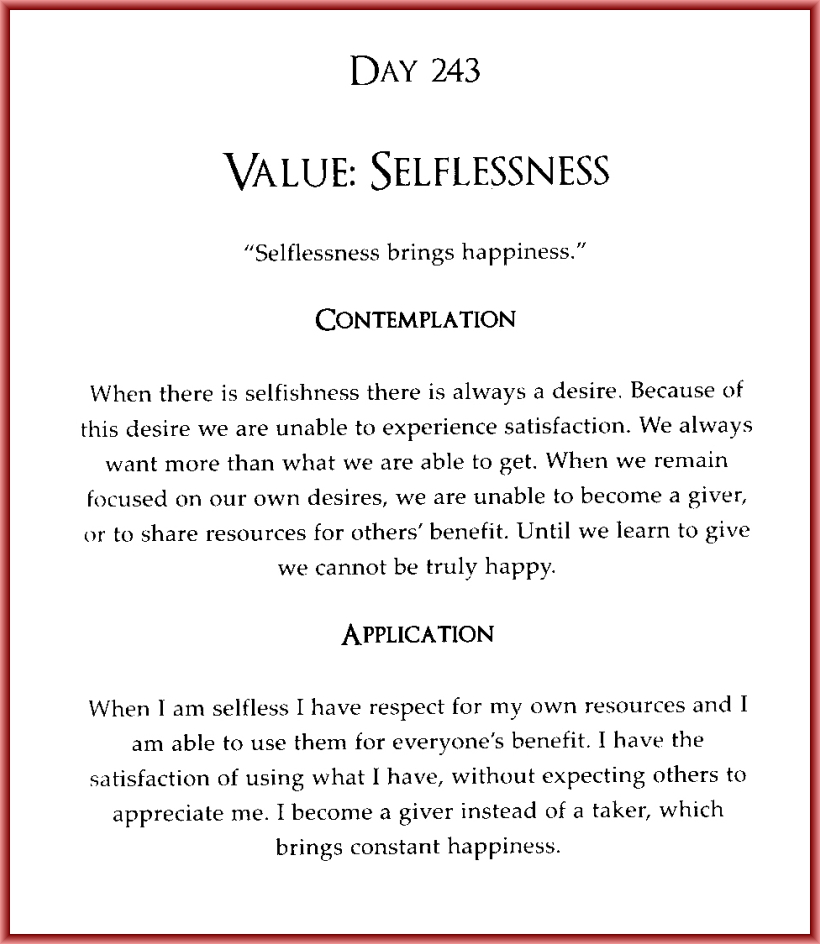 DAY 243
VALUE: SELFLESSNESS
“Selflessness brings happiness.”
CONTEMPLATION
When there is selfishness there is always a desire. Because of
this desire we are unable to experience satisfaction. We always
want more than what we are able to get. When we remain
focused on our own desires, we are unable to become a giver,
or to share resources for others’ benefit. Until we learn to give
we cannot be truly happy.
APPLICATION
When I am selfless I have respect for my own resources and I
am able to use them for everyone’s benefit. I have the
satisfaction of using what I have, without expecting others to
appreciate me. I become a giver instead of a taker, which
brings constant happiness.